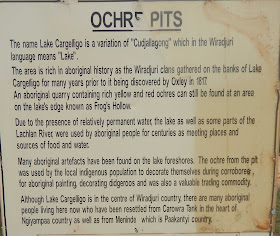 OCHRE PITS
The name Lake Cargelligo is a variation of "Cudjallagong" which in the Wiradjuri
language means "Lake".
The area is rich in aboriginal history as the Wiradjuri clans gathered on the banks of Lake
Cargelligo for many years prior to it being discovered by Oxley in 1817.
An aboriginal quarry containing rich yellow and red ochres can still be found at an area
on the lake's edge known as Frog's Hollow.
Due to the presence of relatively permanent water, the lake as well as some parts of the
Lachlan River, were used by aboriginal people for centuries as meeting places and
sources of food and water.
Many aboriginal artefacts have been found on the lake foreshores. The ochre from the pit
was used by the local indigenous population to decorate themselves during corroborees,
for aboriginal painting, decorating didgeroos and was also a valuable trading commodity.
Although Lake Cargelligo is in the centre of Wiradjuri country, there are many aboriginal
people living here who now have been resettled from Carowra Tank in the heart of
Ngiyampaa country as well as from Menindee which is Paakantyi country.